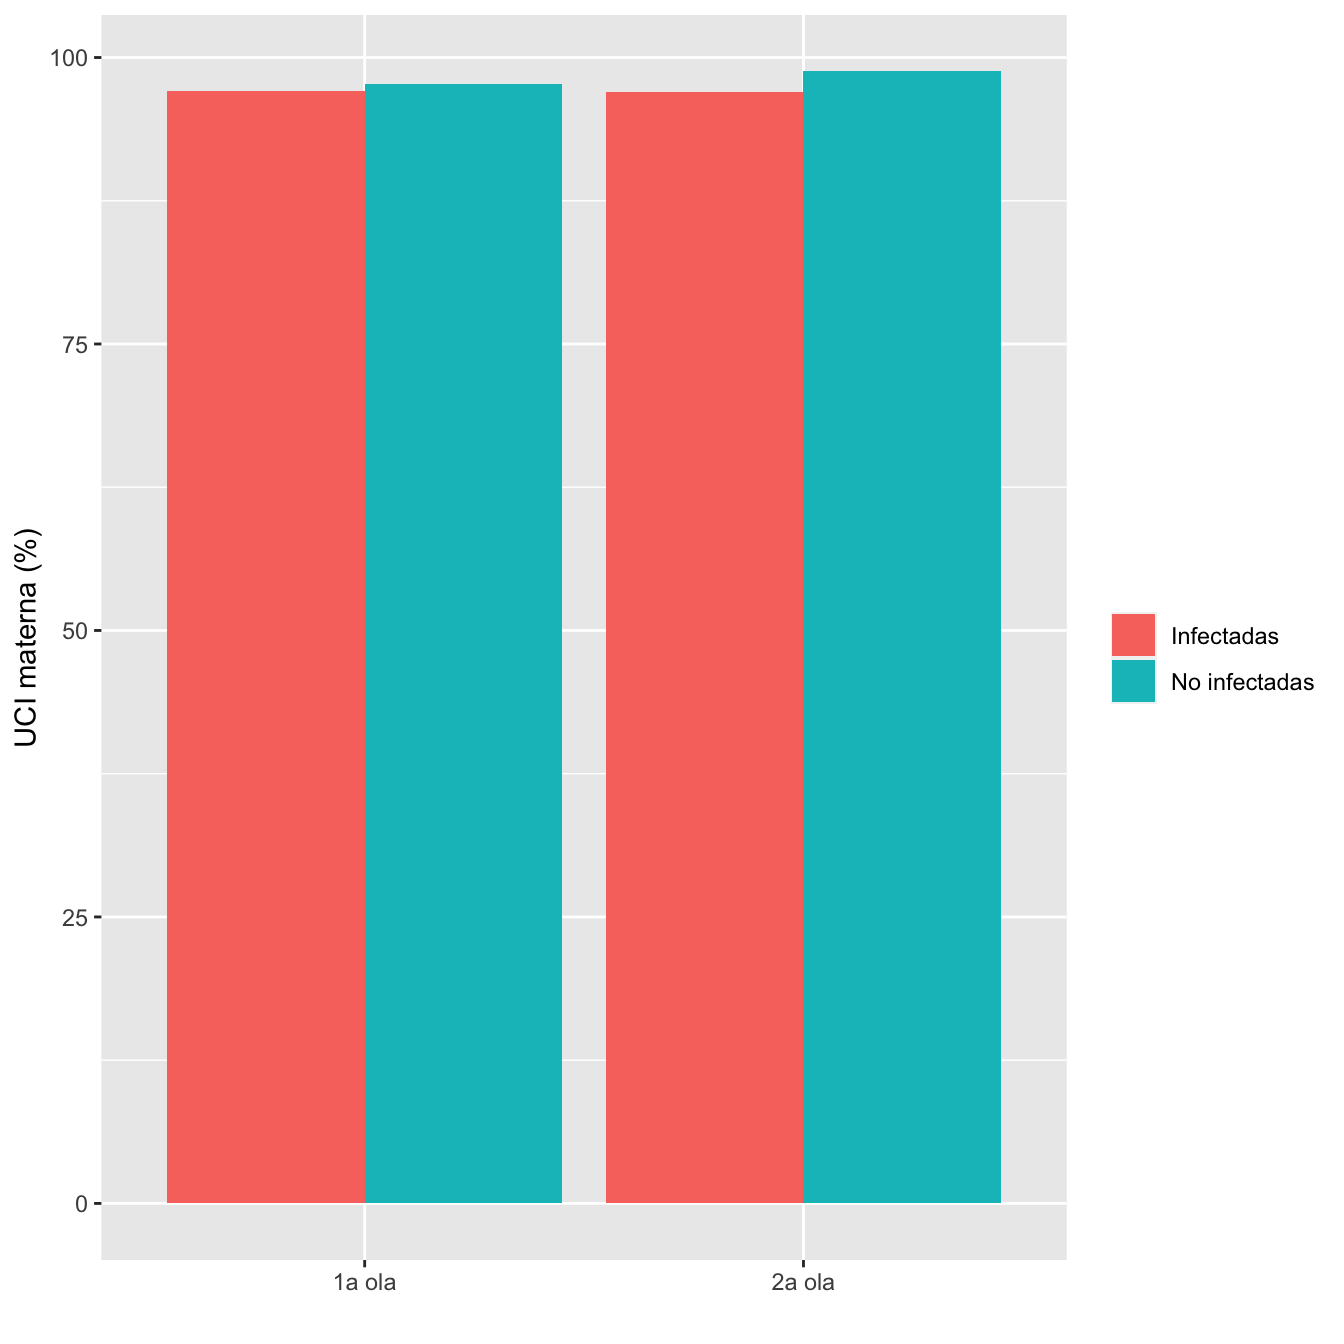 UCI materna (%)
100
75
50
25
0
1a ola
2a ola
Infectadas
No infectadas